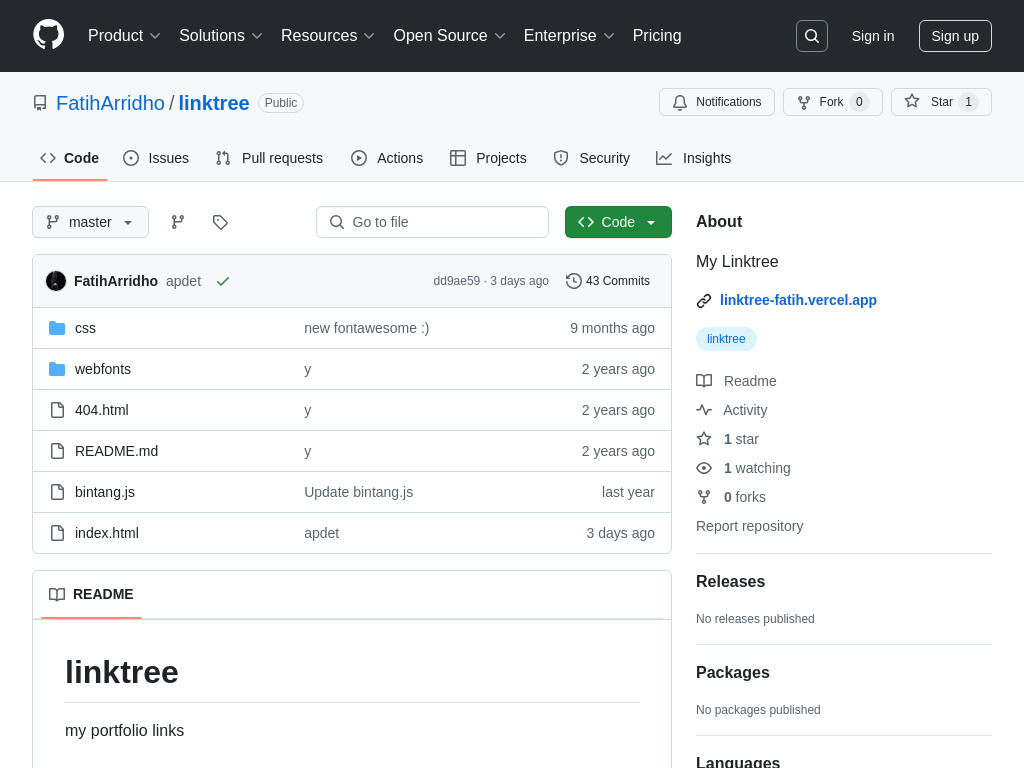 Product Solutions Resources Open Source Enterprise Pricing Sign in Sign up
FatihArridho / linktree Public Notifications Fork 0 Star 1
Code Issues Pull requests Actions Projects Security Insights
master Go to file Code
FatihArridho apdet dd9ae59 · 3 days ago 43 Commits
css new fontawesome :) 9 months ago
webfonts y 2 years ago
404.html y 2 years ago
README.md y 2 years ago
bintang.js Update bintang.js last year
index.html apdet 3 days ago
README
linktree
my portfolio links
About
My Linktree
linktree-fatih.vercel.app
linktree
Readme
Activity
1 star
1 watching
0 forks
Report repository
Releases
No releases published
Packages
No packages published
Languages